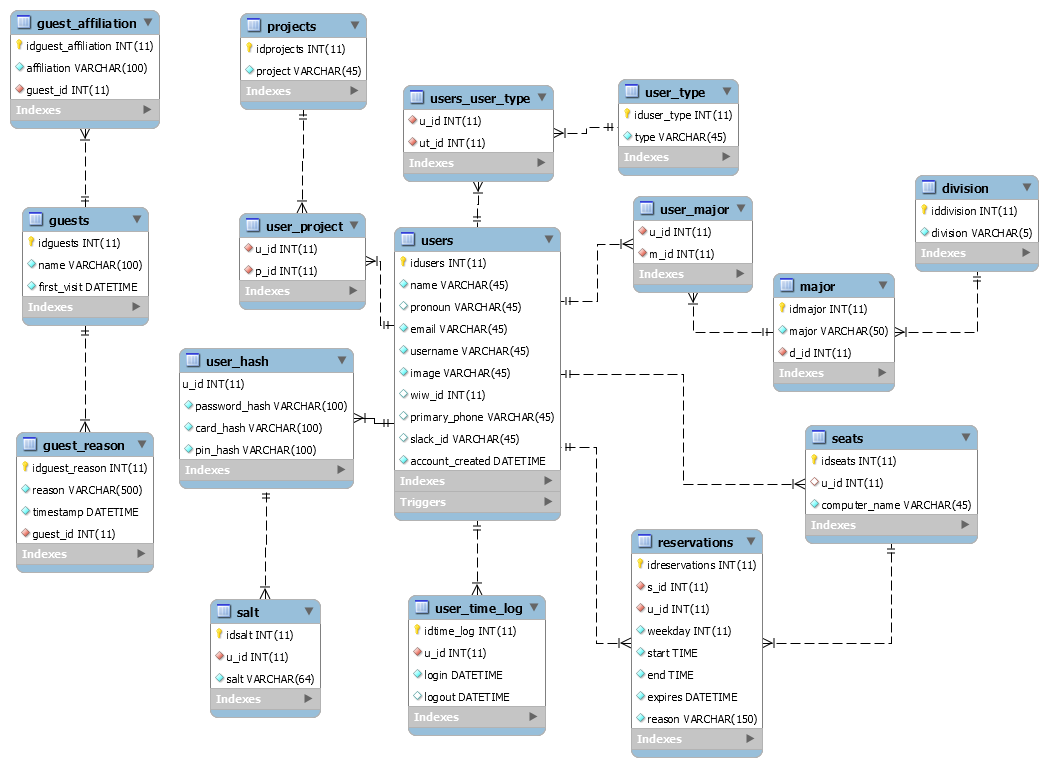 guest_affiliation
idguest_affiliation INT(11)
affiliation VARCHAR(100)
guest_id INT(11)
Indexes
projects
idprojects INT(11)
project VARCHAR(45)
Indexes
users_user_type
u_id INT(11)
ut_id INT(11)
Indexes
user_type
iduser_type INT(11)
type VARCHAR(45)
Indexes
division
iddivision INT(11)
division VARCHAR(5)
Indexes
guests
idguests INT(11)
name VARCHAR(100)
first_visit DATETIME
Indexes
user_project
u_id INT(11)
p_id INT(11)
Indexes
users
idusers INT(11)
name VARCHAR(45)
pronoun VARCHAR(45)
email VARCHAR(45)
username VARCHAR(45)
image VARCHAR(45)
wiw_id INT(11)
primary_phone VARCHAR(45)
slack_id VARCHAR(45)
account_created DATETIME
Indexes
Triggers
user_major
u_id INT(11)
m_id INT(11)
Indexes
major
idmajor INT(11)
major VARCHAR(50)
d_id INT(11)
Indexes
user_hash
u_id INT(11)
password_hash VARCHAR(100)
card_hash VARCHAR(100)
pin_hash VARCHAR(100)
Indexes
guest_reason
idguest_reason INT(11)
reason VARCHAR(500)
timestamp DATETIME
guest_id INT(11)
Indexes
seats
idseats INT(11)
u_id INT(11)
computer_name VARCHAR(45)
Indexes
salt
idsalt INT(11)
u_id INT(11)
salt VARCHAR(64)
Indexes
user_time_log
idtime_log INT(11)
u_id INT(11)
login DATETIME
logout DATETIME
Indexes
reservations
idreservations INT(11)
s_id INT(11)
u_id INT(11)
weekday INT(11)
start TIME
end TIME
expires DATETIME
reason VARCHAR(150)
Indexes